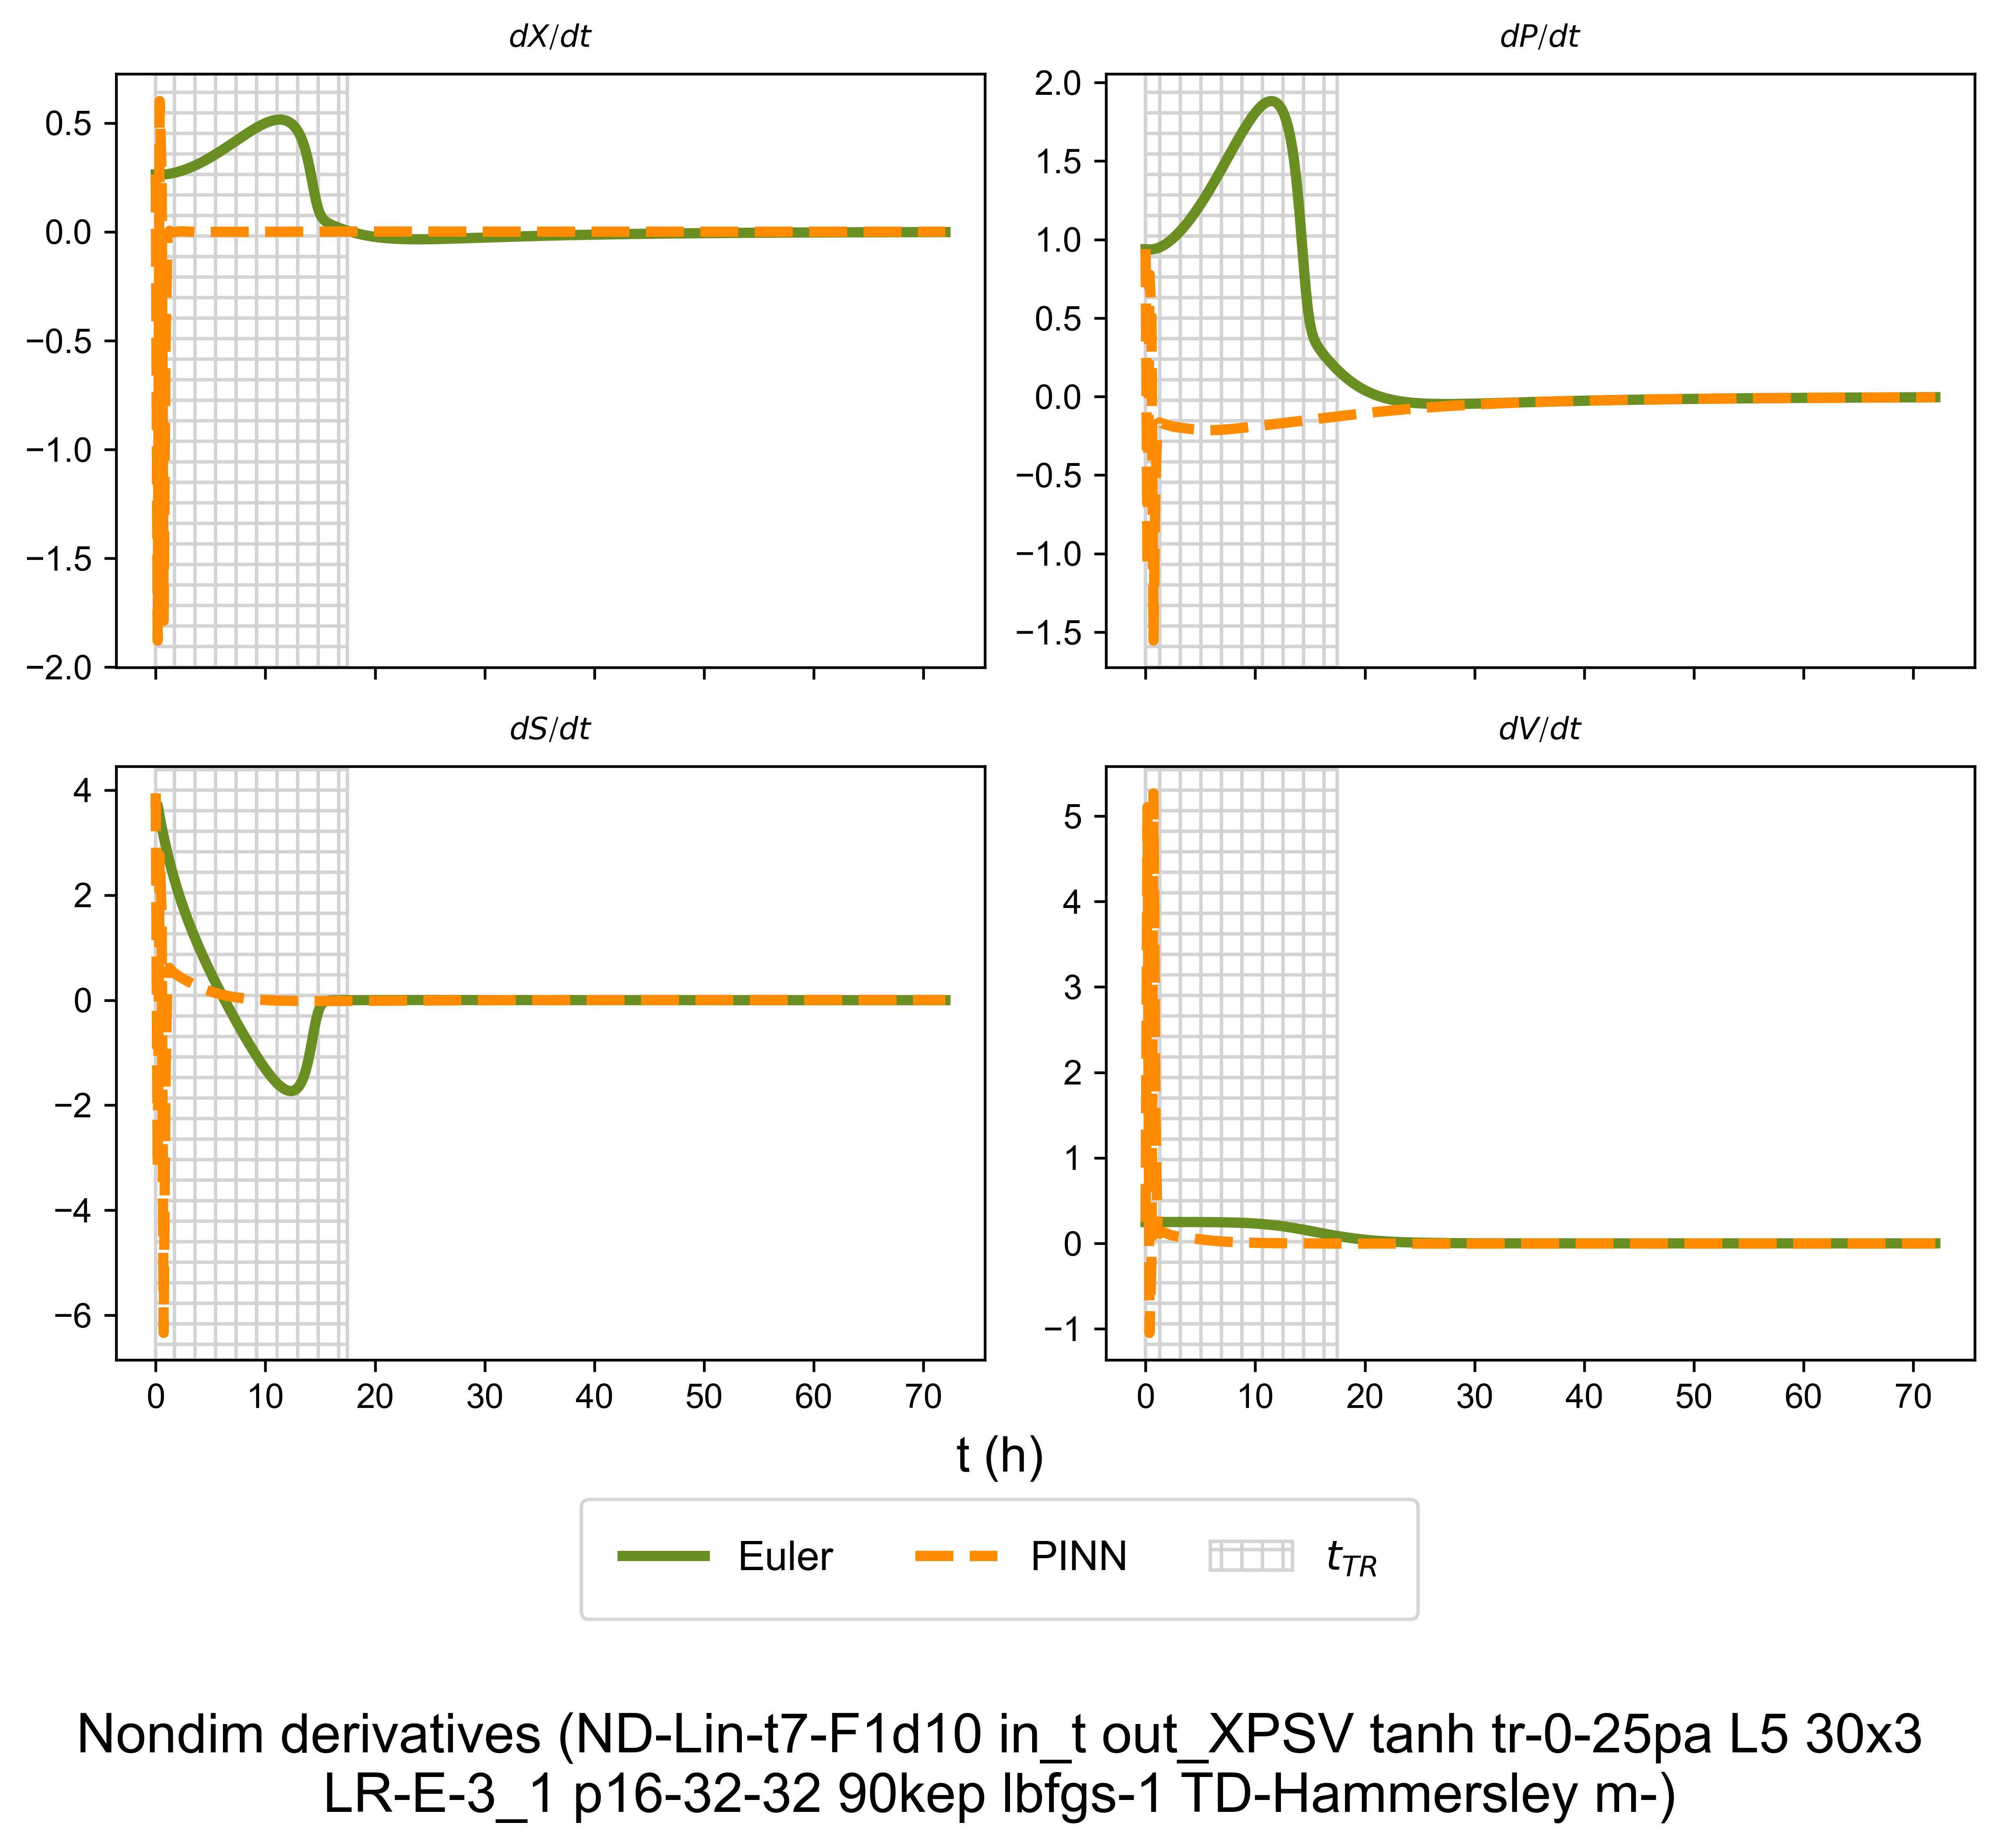 dX/dt
dP/dt
0.5
0.0
−0.5
−1.0
−1.5
−2.0
2.0
1.5
1.0
0.5
0.0
−0.5
−1.0
−1.5
dS/dt
dV/dt
4
2
0
−2
−4
−6
0 10 20 30 40 50 60 70
5
4
3
2
1
0
−1
0 10 20 30 40 50 60 70
t (h)
Euler PINN t_TR
Nondim derivatives (ND-Lin-t7-F1d10 in_t out_XPSV tanh tr-0-25pa L5 30x3
LR-E-3_1 p16-32-32 90kep lbfgs-1 TD-Hammersley m-)